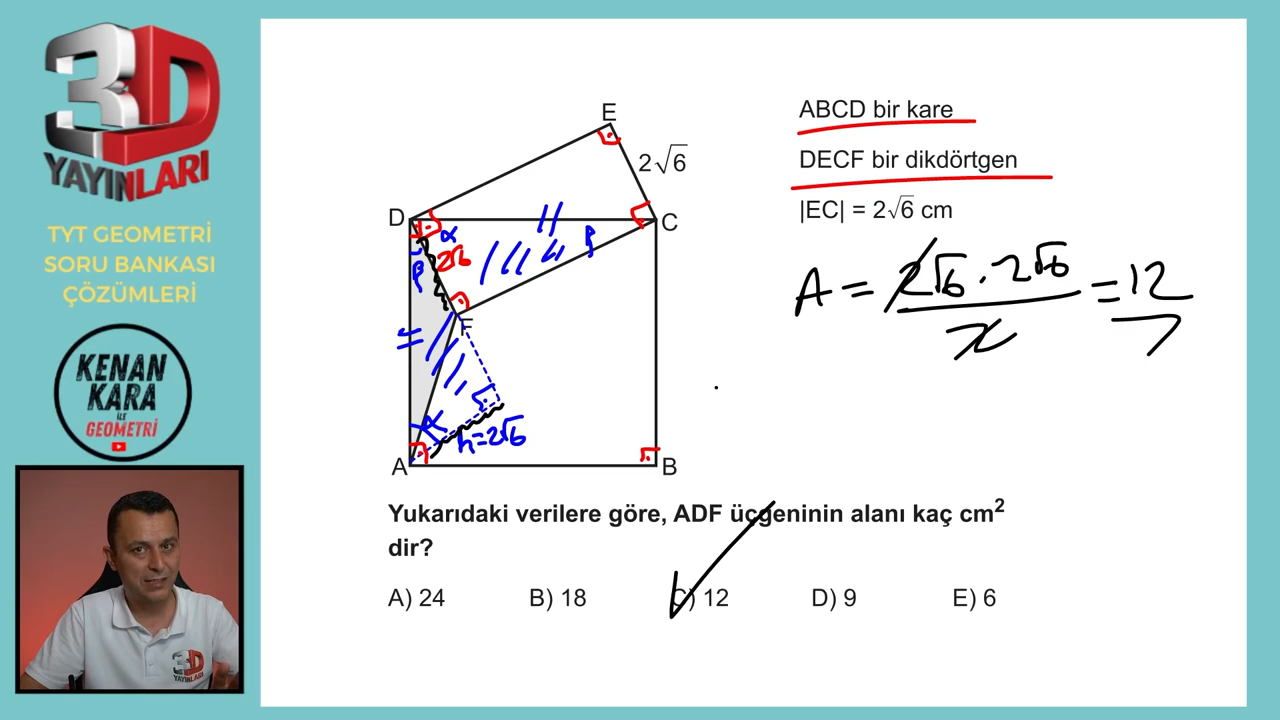 3D
YAYINLARI
TYT GEOMETRİ
SORU BANKASI
ÇÖZÜMLERİ
KENAN
KARA
İLE
GEOMETRİ
3D
YAYINLARI
E
2√6
D
C
α
β
2√6
β
F
α
h=2√6
A
B
ABCD bir kare
DECF bir dikdörtgen
|EC| = 2√6 cm
A = 2√6 . 2√6 / 2 = 12
Yukarıdaki verilere göre, ADF üçgeninin alanı kaç cm²
dir?
A) 24 B) 18 C) 12 D) 9 E) 6